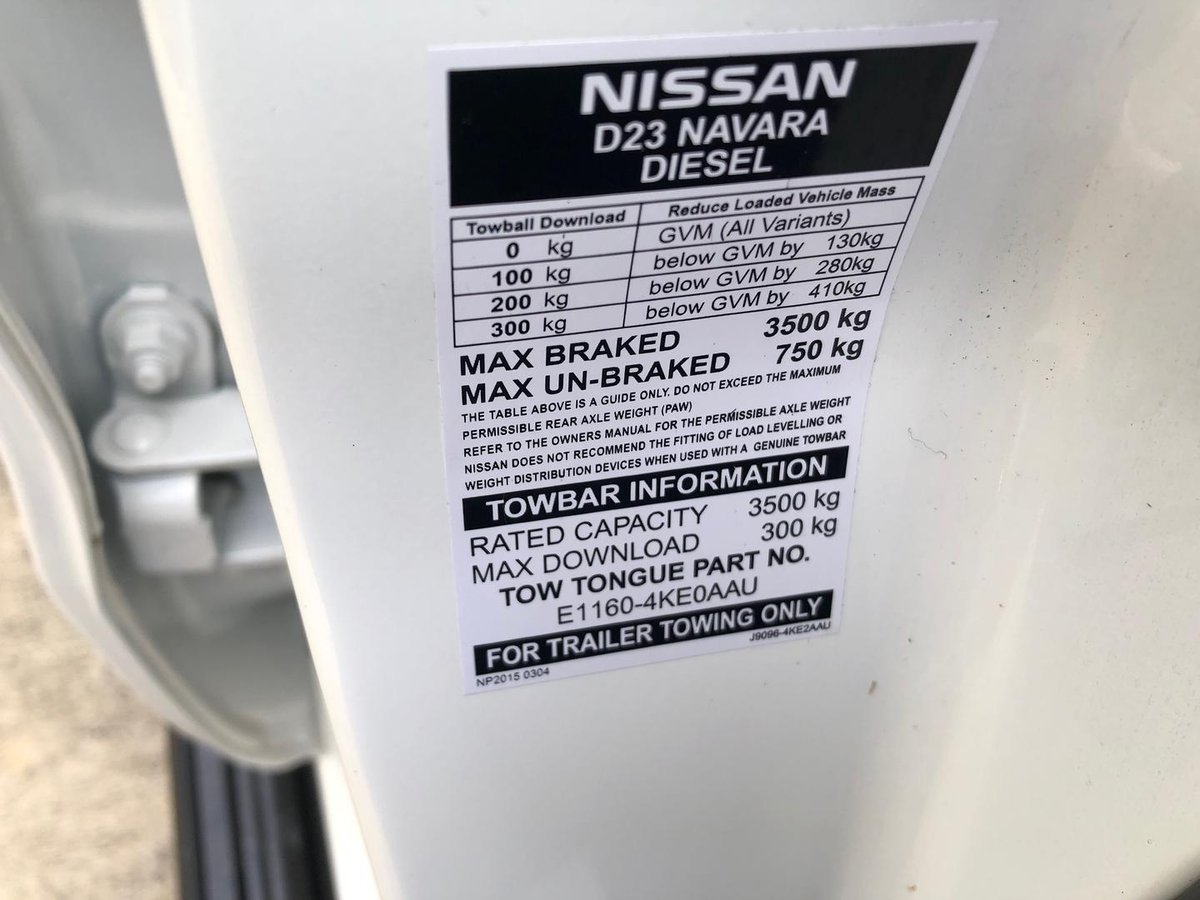 NISSAN
D23 NAVARA
DIESEL
Towball Download Reduce Loaded Vehicle Mass
0 kg GVM (All Variants)
100 kg below GVM by 130kg
200 kg below GVM by 280kg
300 kg below GVM by 410kg
MAX BRAKED 3500 kg
MAX UN-BRAKED 750 kg
THE TABLE ABOVE IS A GUIDE ONLY. DO NOT EXCEED THE MAXIMUM
PERMISSIBLE REAR AXLE WEIGHT (PAW)
REFER TO THE OWNERS MANUAL FOR THE PERMISSIBLE AXLE WEIGHT
NISSAN DOES NOT RECOMMEND THE FITTING OF LOAD LEVELLING OR
WEIGHT DISTRIBUTION DEVICES WHEN USED WITH A GENUINE TOWBAR
TOWBAR INFORMATION
RATED CAPACITY 3500 kg
MAX DOWNLOAD 300 kg
TOW TONGUE PART NO.
E1160-4KE0AAU
FOR TRAILER TOWING ONLY
NP2015 0304 J9096-4KE2AAU